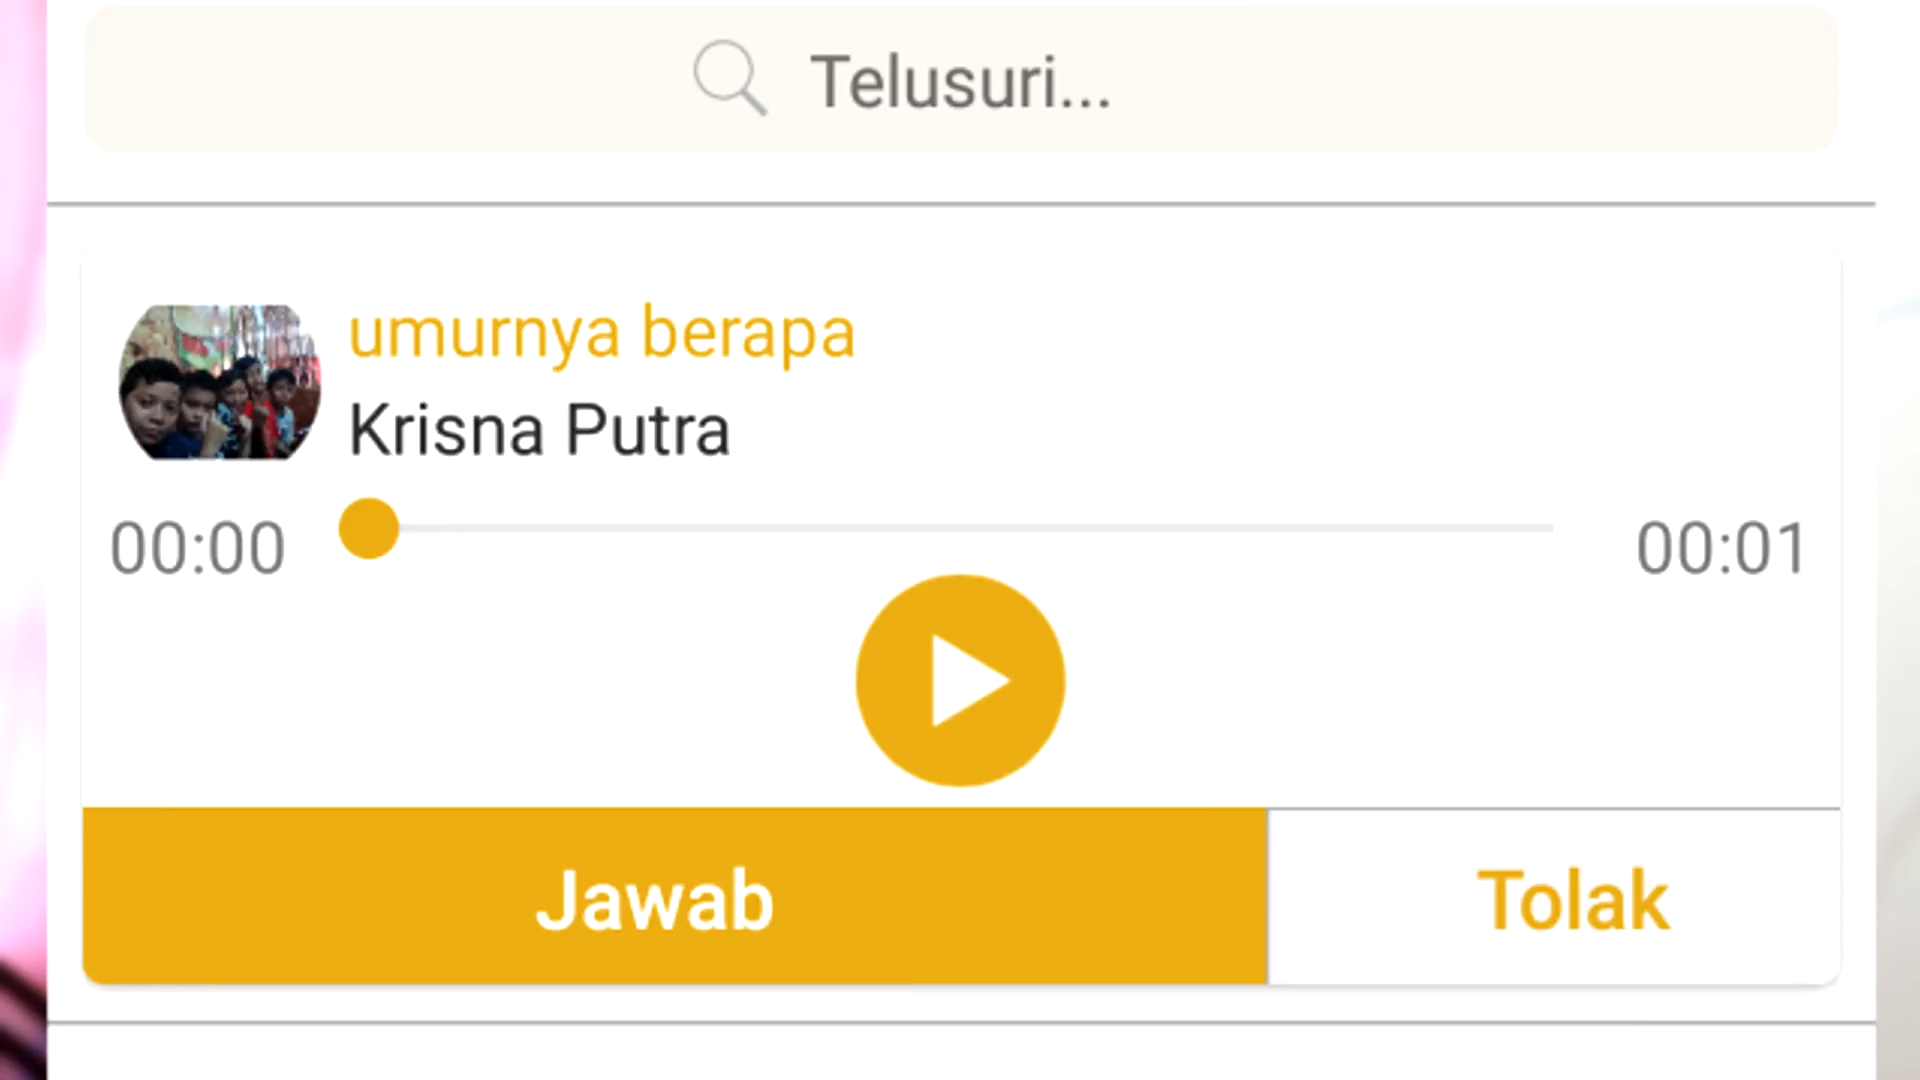 Telusuri...
umurnya berapa
Krisna Putra
00:00
00:01
Jawab
Tolak